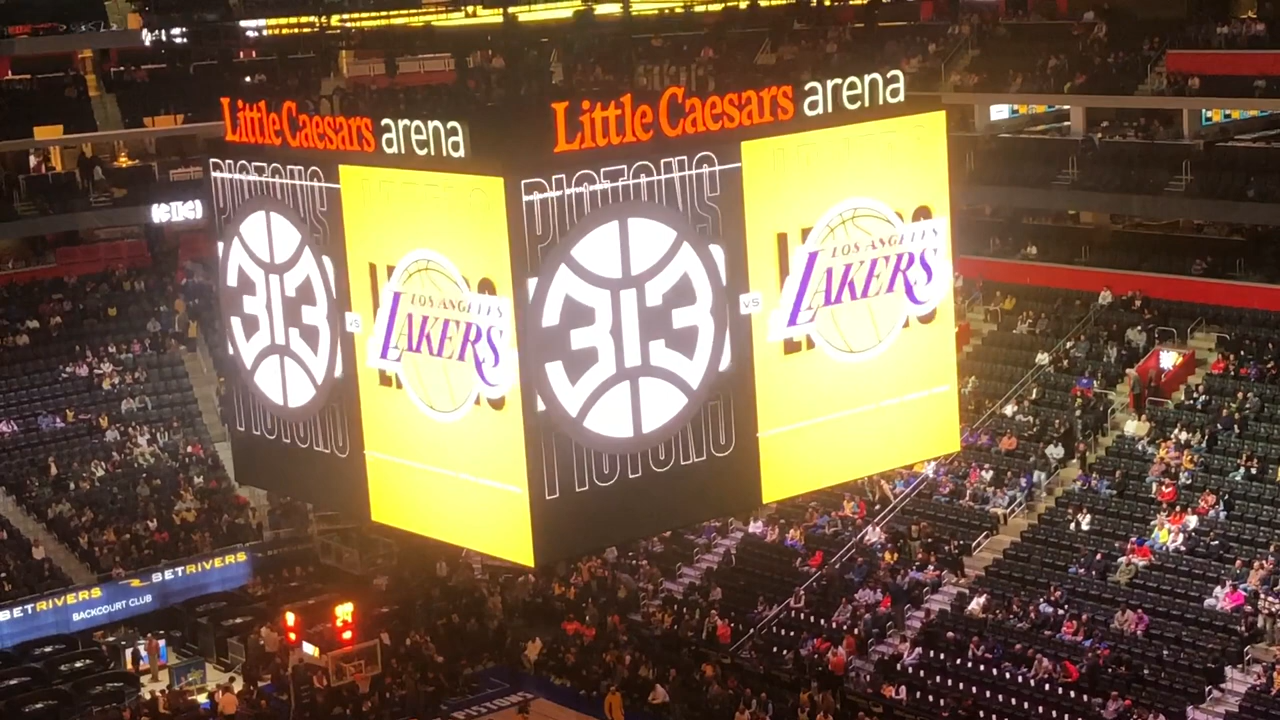 Little Caesars arena
Little Caesars arena
PISTONS
313
PISTONS
VS
LOS ANGELES
LAKERS
PISTONS
313
PISTONS
VS
LOS ANGELES
LAKERS
BETRIVERS
BETRIVERS
BACKCOURT CLUB
24
PISTONS